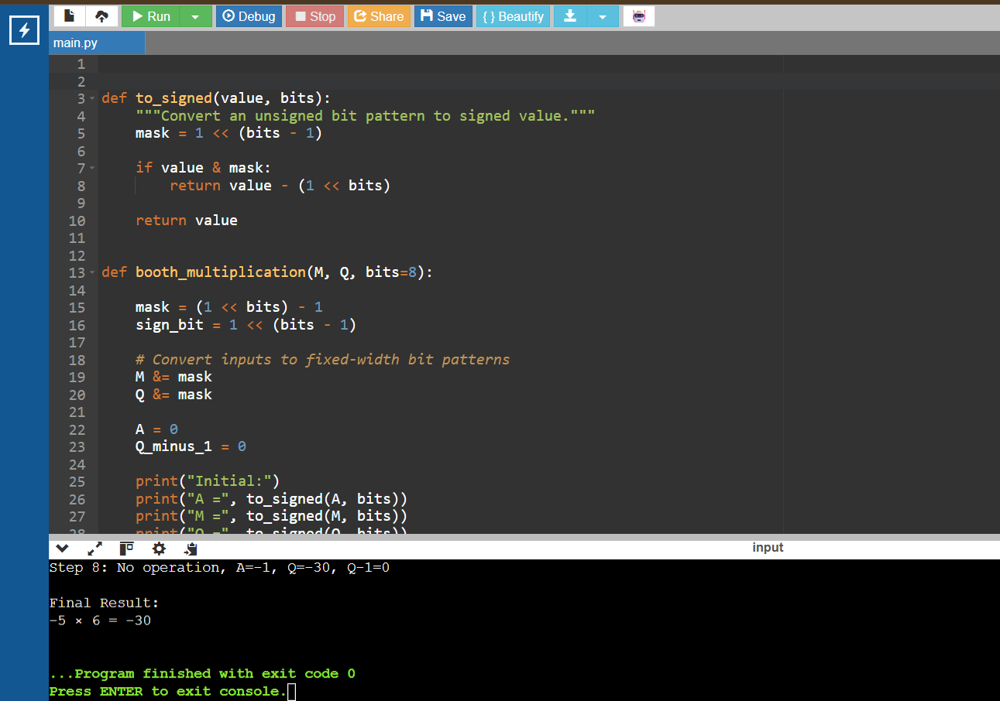 Run Debug Stop Share Save { } Beautify
main.py
1
2
3 def to_signed(value, bits):
4     """Convert an unsigned bit pattern to signed value."""
5     mask = 1 << (bits - 1)
6
7     if value & mask:
8         return value - (1 << bits)
9
10     return value
11
12
13 def booth_multiplication(M, Q, bits=8):
14
15     mask = (1 << bits) - 1
16     sign_bit = 1 << (bits - 1)
17
18     # Convert inputs to fixed-width bit patterns
19     M &= mask
20     Q &= mask
21
22     A = 0
23     Q_minus_1 = 0
24
25     print("Initial:")
26     print("A =", to_signed(A, bits))
27     print("M =", to_signed(M, bits))
28     print("Q =", to_signed(Q, bits))
input
Step 8: No operation, A=-1, Q=-30, Q-1=0
Final Result:
-5 × 6 = -30
...Program finished with exit code 0
Press ENTER to exit console.